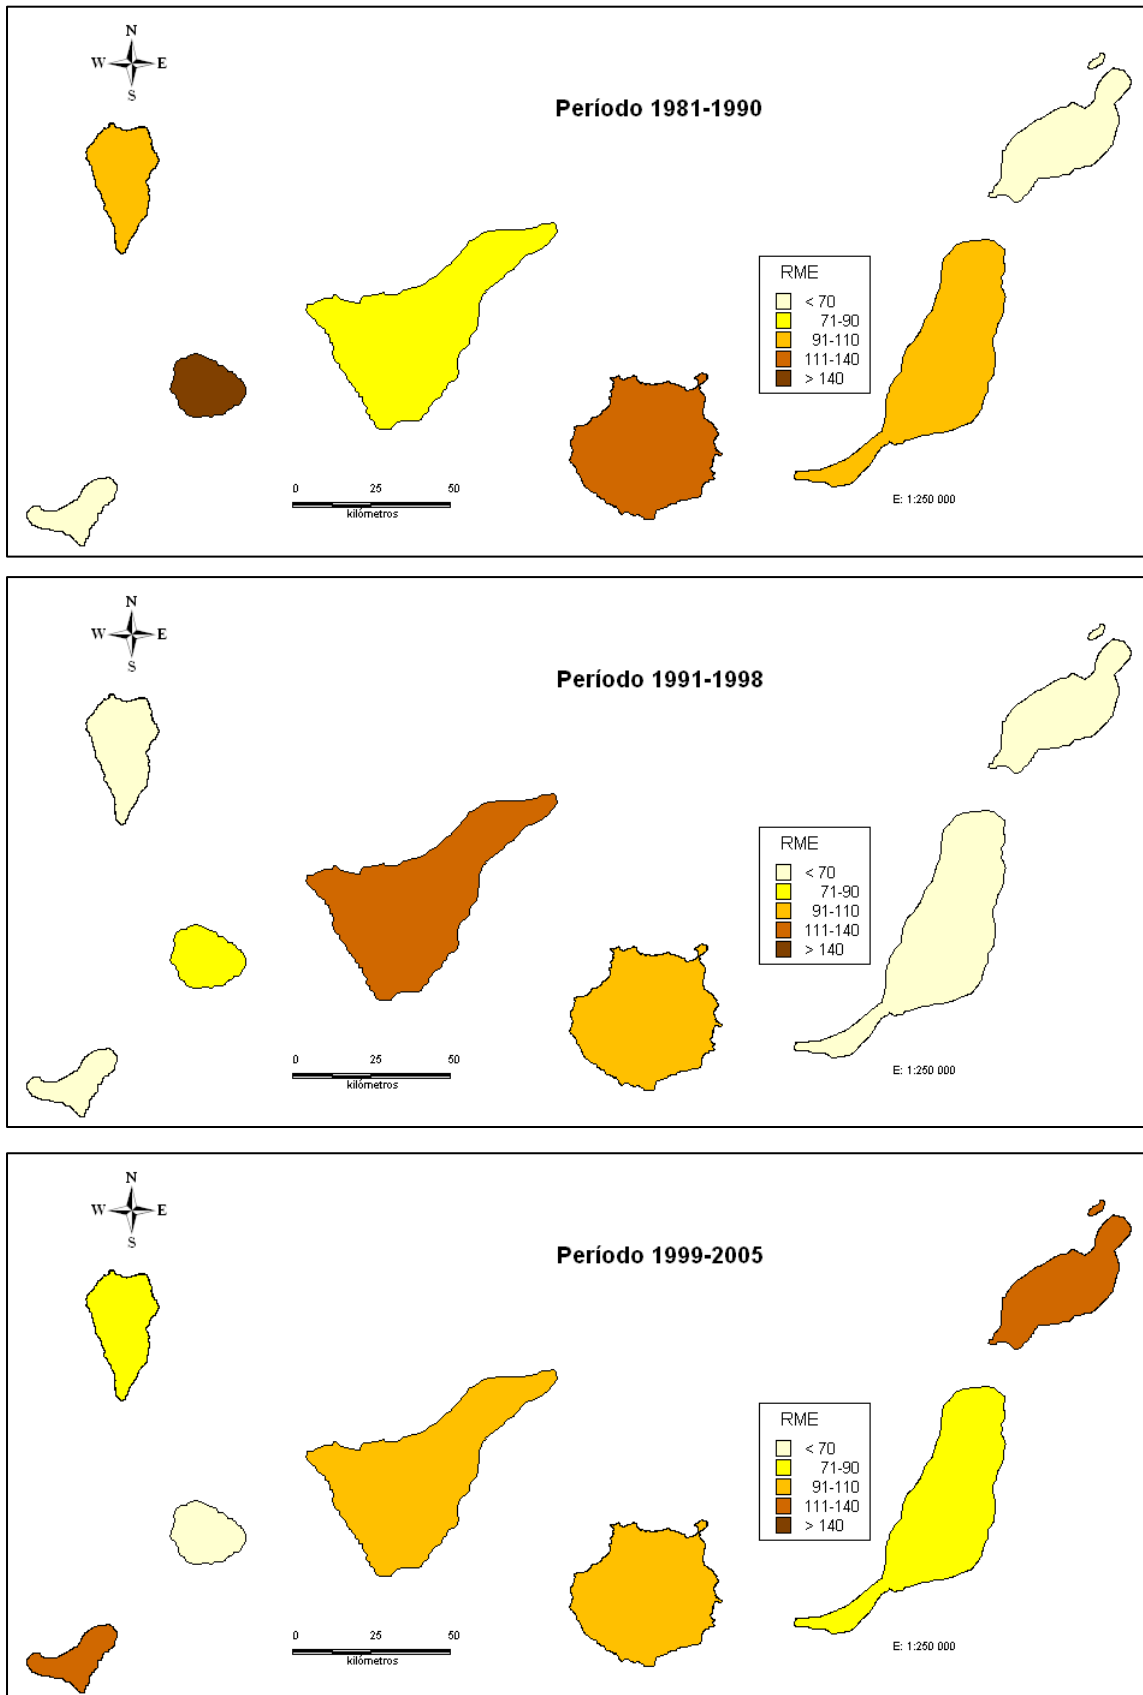 N
W E
S
Período 1981-1990
RME
< 70
71-90
91-110
111-140
> 140
0 25 50
kilómetros
E: 1:250 000
N
W E
S
Período 1991-1998
RME
< 70
71-90
91-110
111-140
> 140
0 25 50
kilómetros
E: 1:250 000
N
W E
S
Período 1999-2005
RME
< 70
71-90
91-110
111-140
> 140
0 25 50
kilómetros
E: 1:250 000